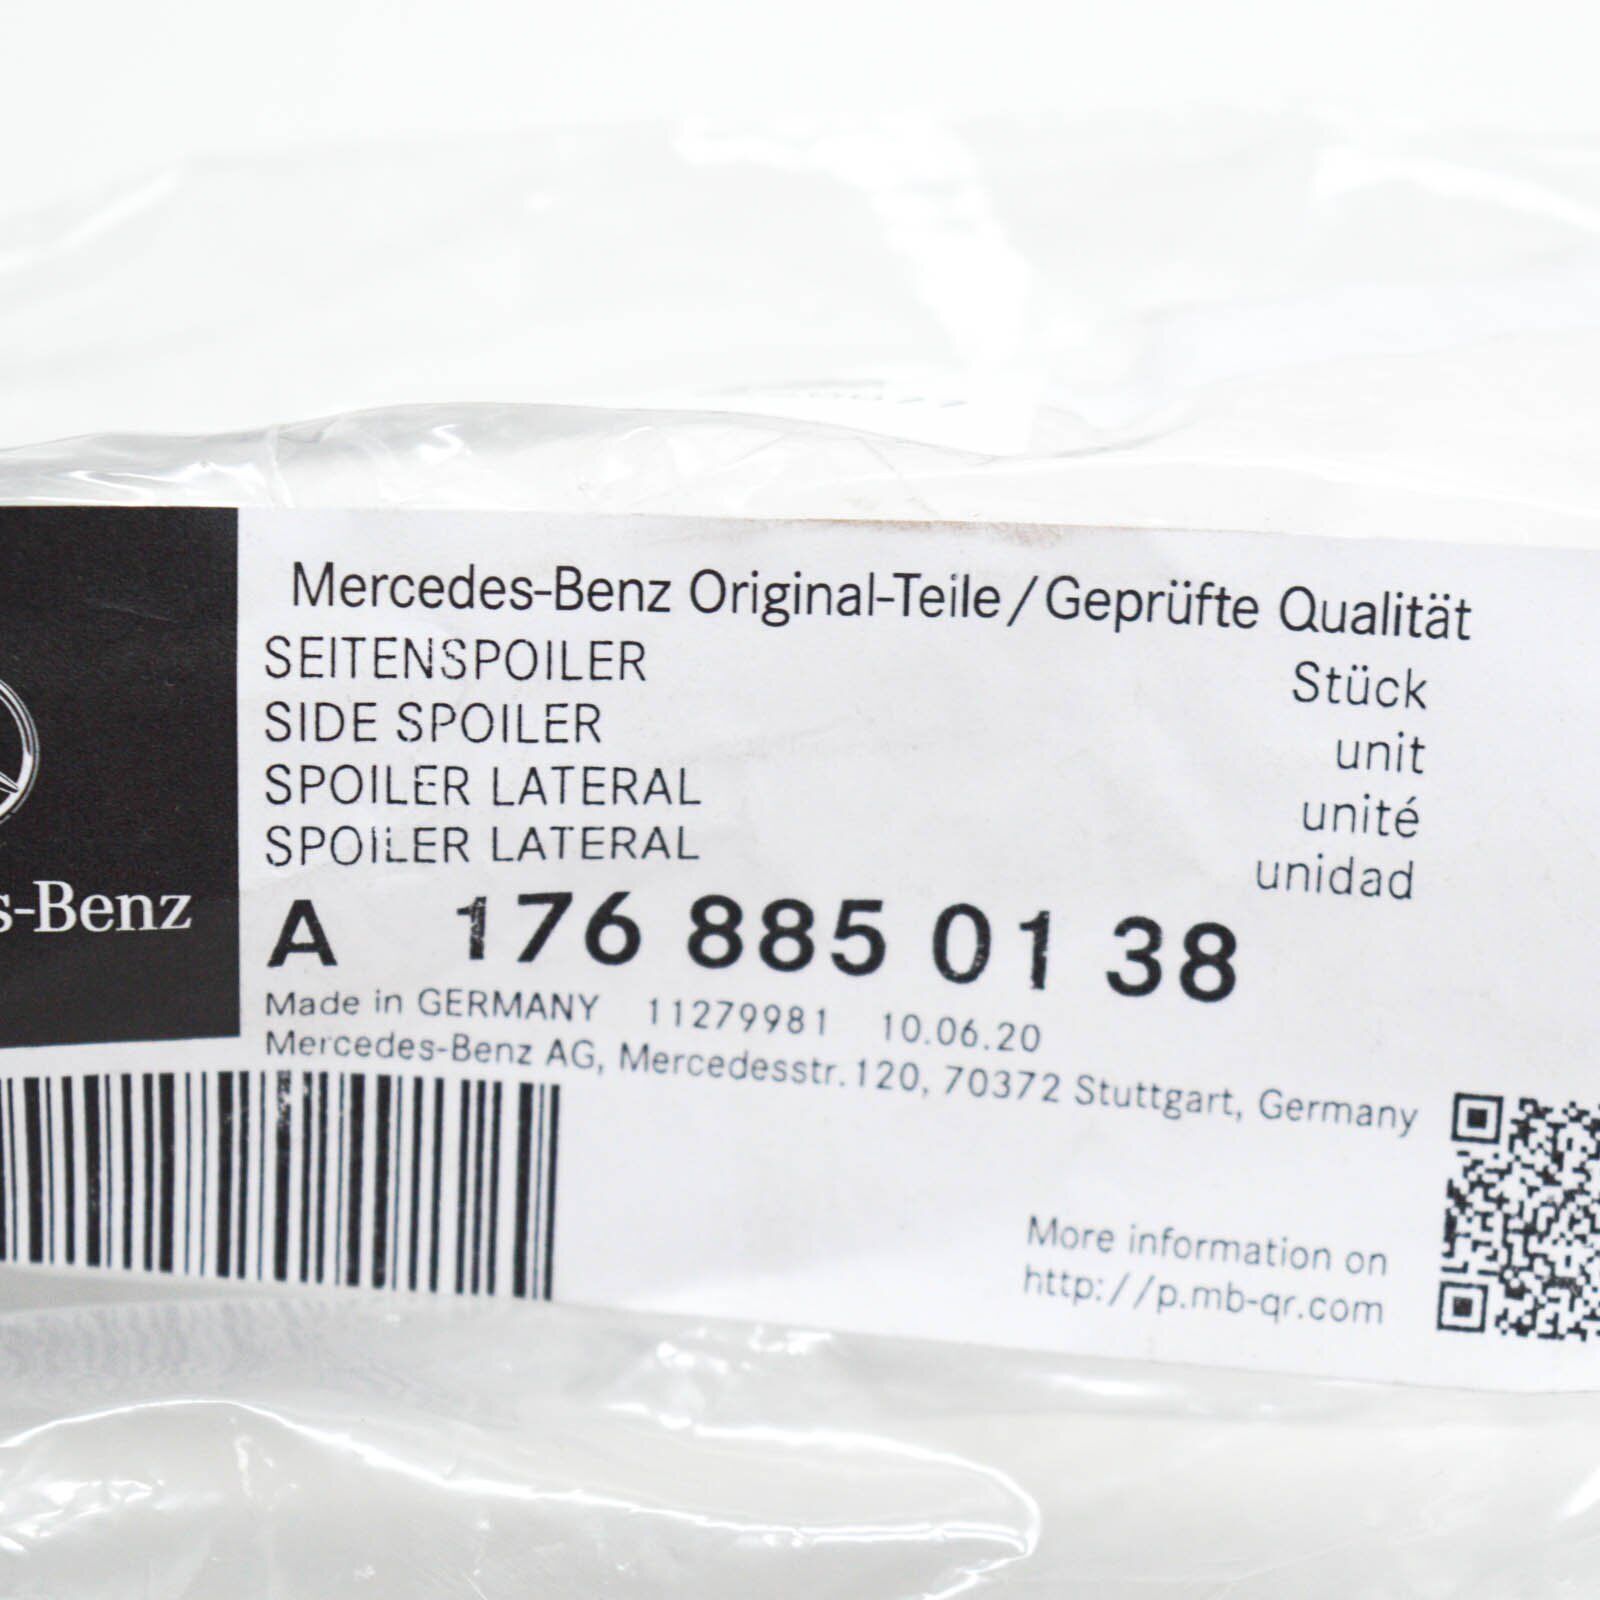 Mercedes-Benz Original-Teile/Geprüfte Qualität
SEITENSPOILER Stück
SIDE SPOILER unit
SPOILER LATERAL unité
SPOILER LATERAL unidad
s-Benz
A 176 885 01 38
Made in GERMANY 11279981 10.06.20
Mercedes-Benz AG, Mercedesstr. 120, 70372 Stuttgart, Germany
More information on
http://p.mb-qr.com